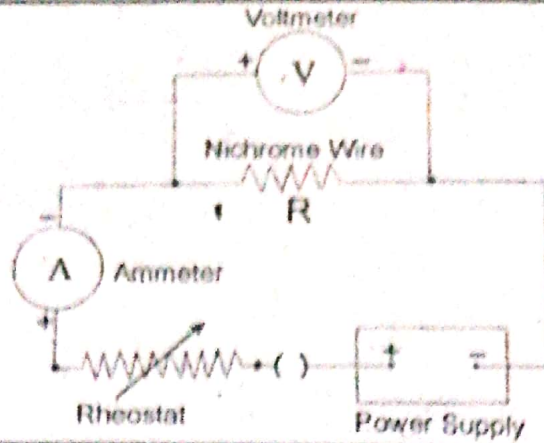 Voltmeter
+ V −
Nichrome Wire
R
−
A Ammeter
+
( ) + −
Rheostat
Power Supply